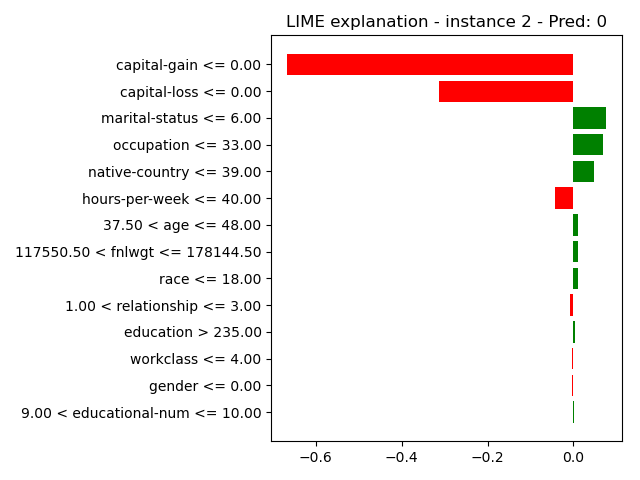 LIME explanation - instance 2 - Pred: 0
capital-gain <= 0.00
capital-loss <= 0.00
marital-status <= 6.00
occupation <= 33.00
native-country <= 39.00
hours-per-week <= 40.00
37.50 < age <= 48.00
117550.50 < fnlwgt <= 178144.50
race <= 18.00
1.00 < relationship <= 3.00
education > 235.00
workclass <= 4.00
gender <= 0.00
9.00 < educational-num <= 10.00
−0.6 −0.4 −0.2 0.0